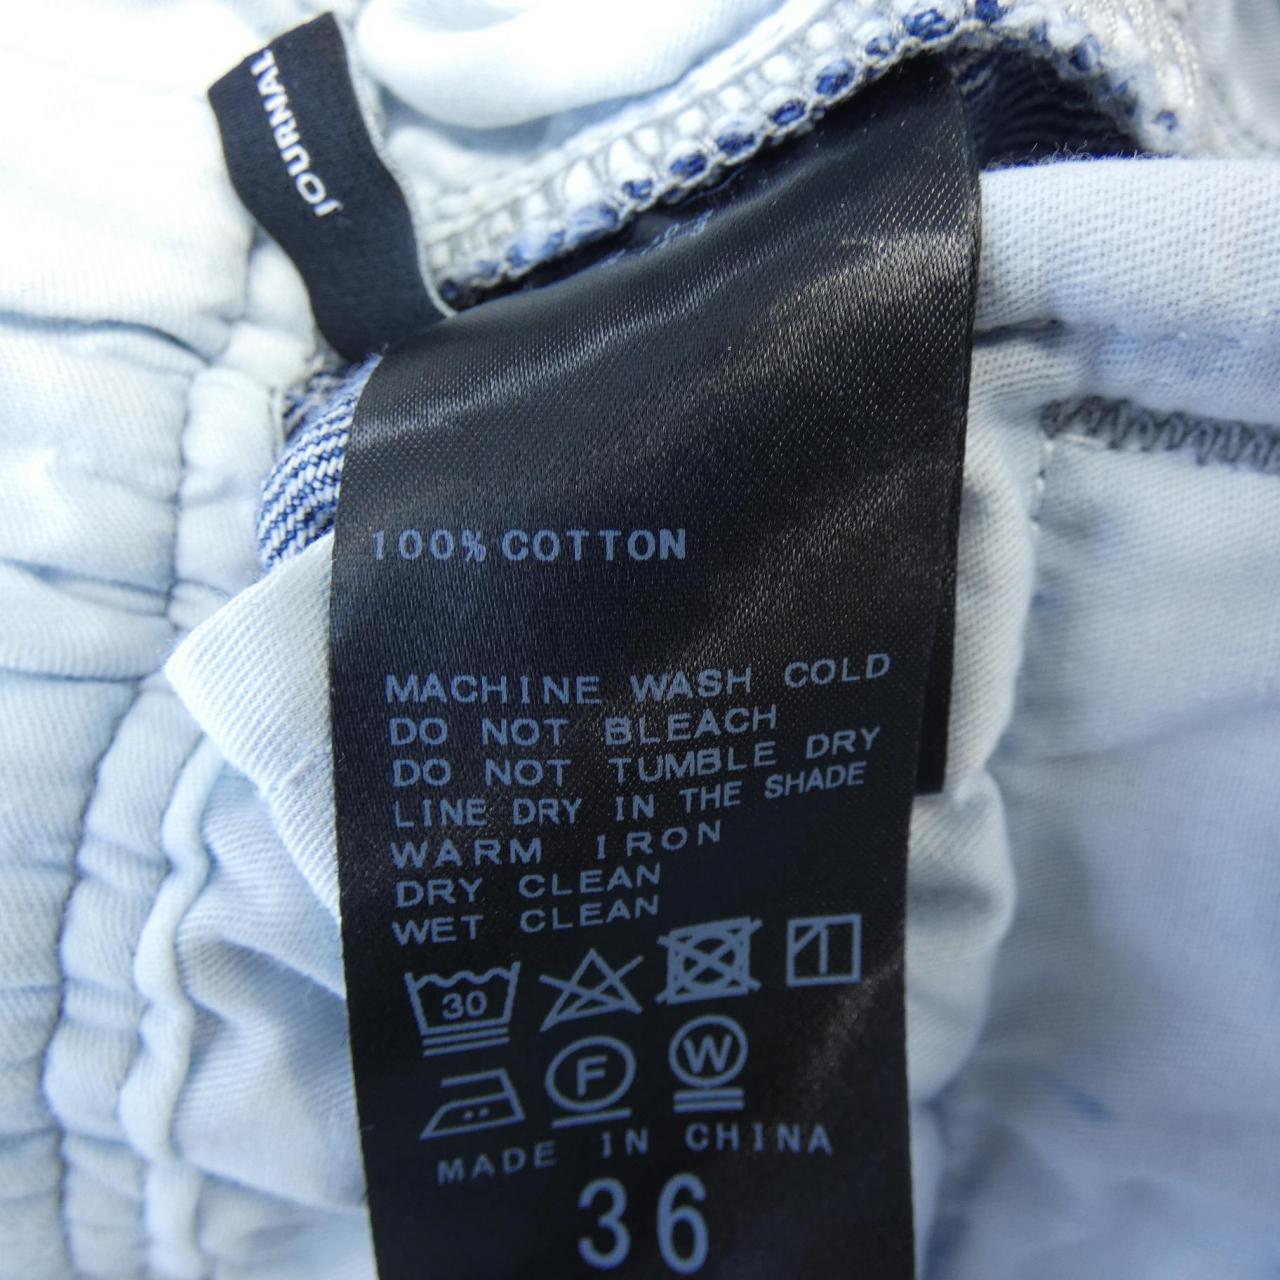 JOURNAL
100% COTTON
MACHINE WASH COLD
DO NOT BLEACH
DO NOT TUMBLE DRY
LINE DRY IN THE SHADE
WARM IRON
DRY CLEAN
WET CLEAN
30
F
W
MADE IN CHINA
36